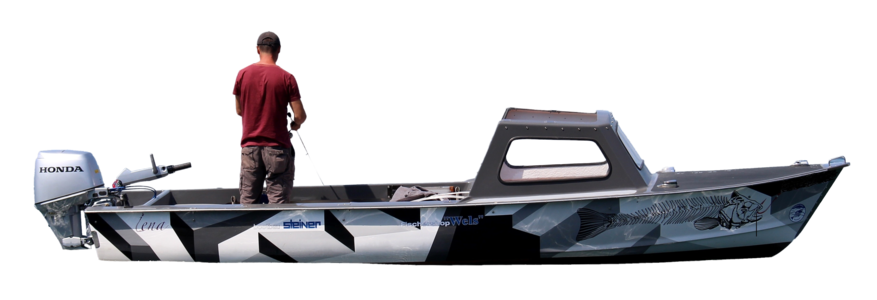 HONDA
Lena
steiner
"Wels"